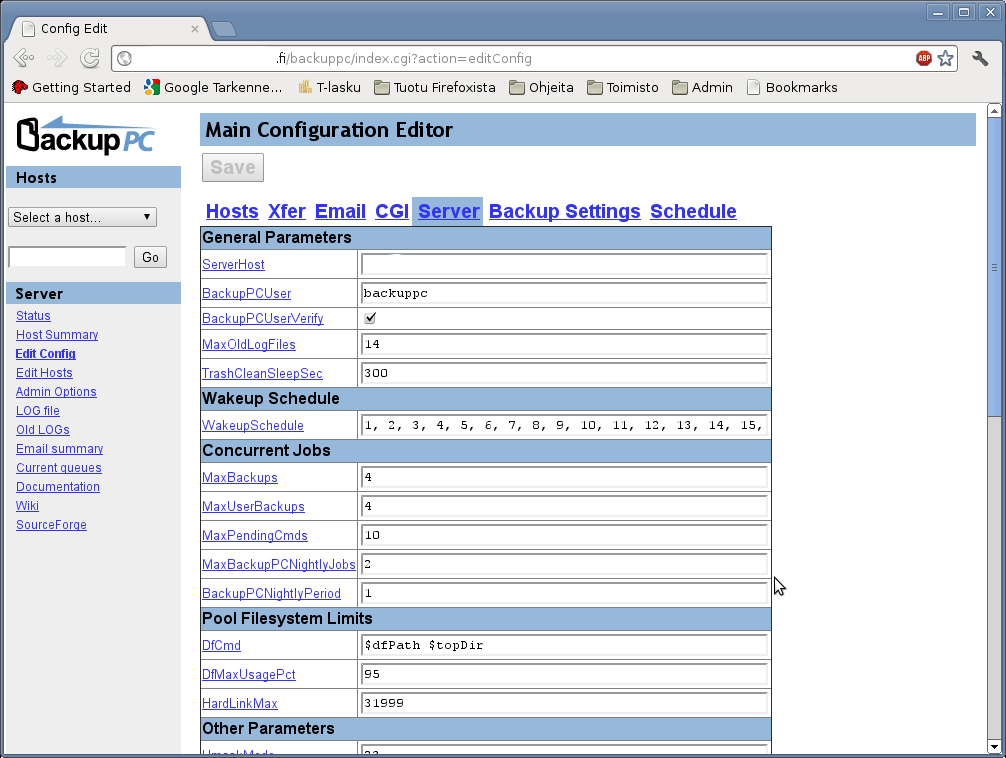 Config Edit
.fi/backuppc/index.cgi?action=editConfig
ABP
Getting Started Google Tarkenne... T-lasku Tuotu Firefoxista Ohjeita Toimisto Admin Bookmarks
BackupPC
Hosts
Select a host...
Go
Server
Status
Host Summary
Edit Config
Edit Hosts
Admin Options
LOG file
Old LOGs
Email summary
Current queues
Documentation
Wiki
SourceForge
Main Configuration Editor
Save
Hosts Xfer Email CGI Server Backup Settings Schedule
General Parameters
ServerHost
BackupPCUser backuppc
BackupPCUserVerify
MaxOldLogFiles 14
TrashCleanSleepSec 300
Wakeup Schedule
WakeupSchedule 1, 2, 3, 4, 5, 6, 7, 8, 9, 10, 11, 12, 13, 14, 15,
Concurrent Jobs
MaxBackups 4
MaxUserBackups 4
MaxPendingCmds 10
MaxBackupPCNightlyJobs 2
BackupPCNightlyPeriod 1
Pool Filesystem Limits
DfCmd $dfPath $topDir
DfMaxUsagePct 95
HardLinkMax 31999
Other Parameters